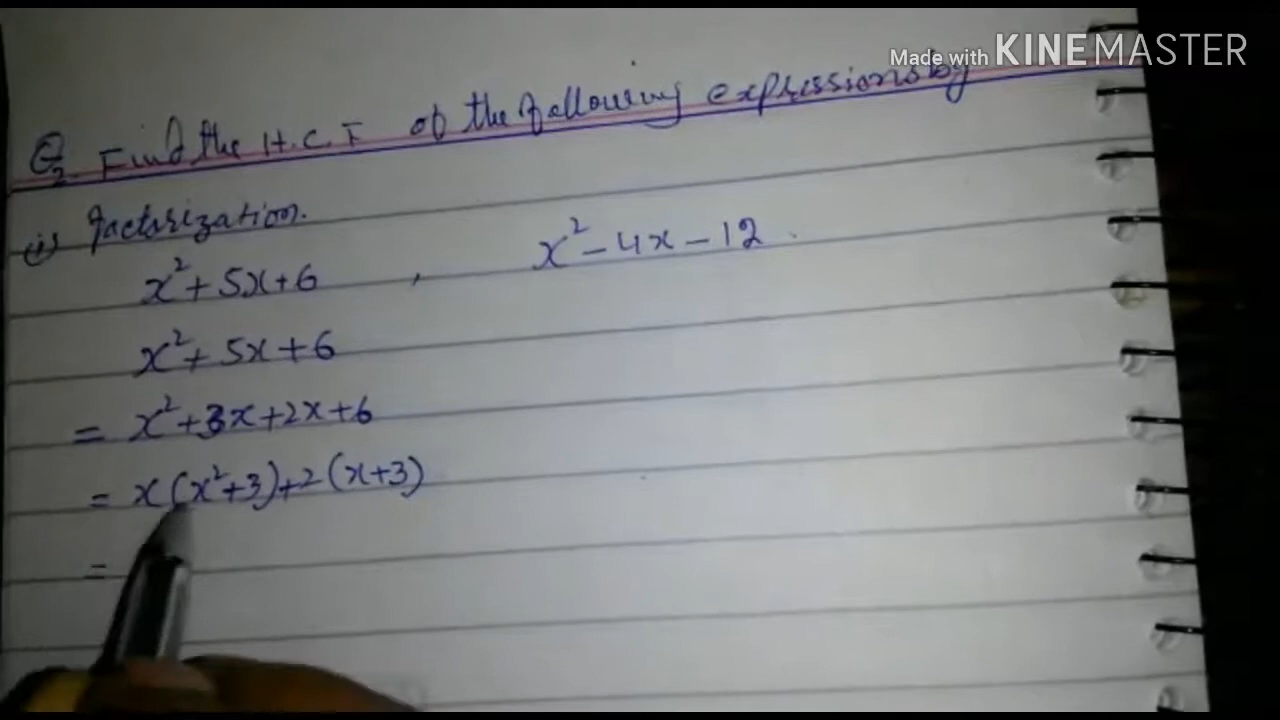 Made with KINEMASTER
Q2. Find the H.C.F of the following expressions by
(i) factorization.
x²+5x+6 , x²-4x-12.
x²+5x+6
= x²+3x+2x+6
= x(x²+3)+2(x+3)
=